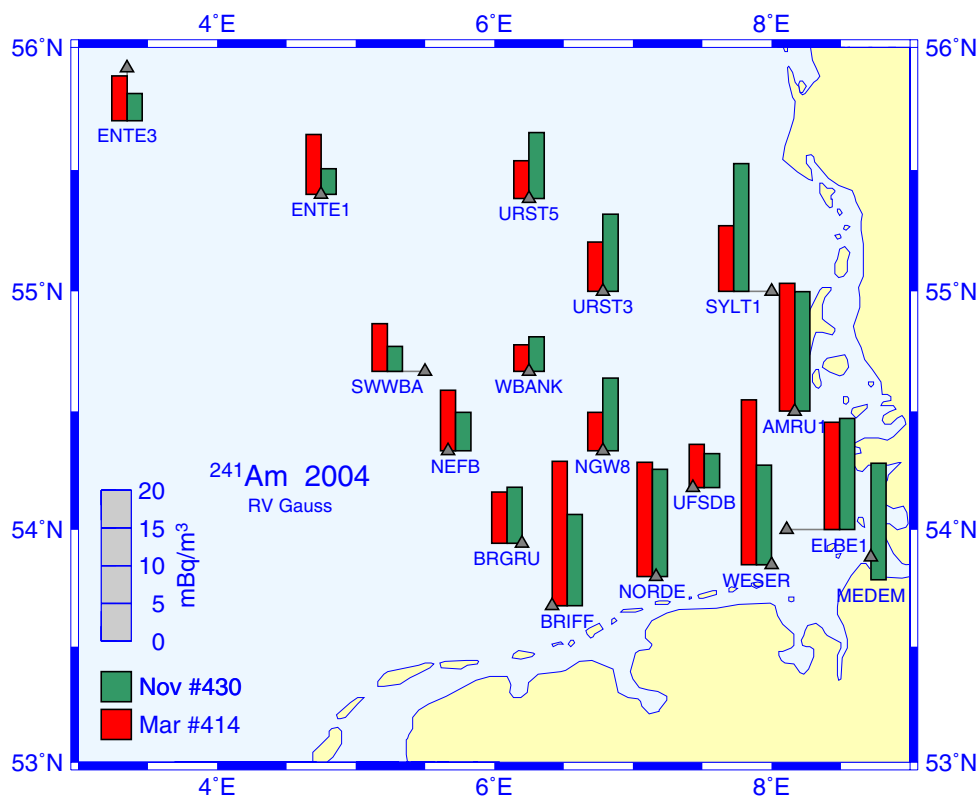 4°E 6°E 8°E
56°N 56°N
ENTE3
ENTE1
URST5
55°N 55°N
URST3
SYLT1
SWWBA
WBANK
AMRU1
NEFB
NGW8
²⁴¹Am 2004
RV Gauss
UFSDB
20
15
10
5
0
mBq/m³
54°N 54°N
BRGRU
ELBE1
WESER
NORDE
MEDEM
BRIFF
Nov #430
Mar #414
53°N 53°N
4°E 6°E 8°E